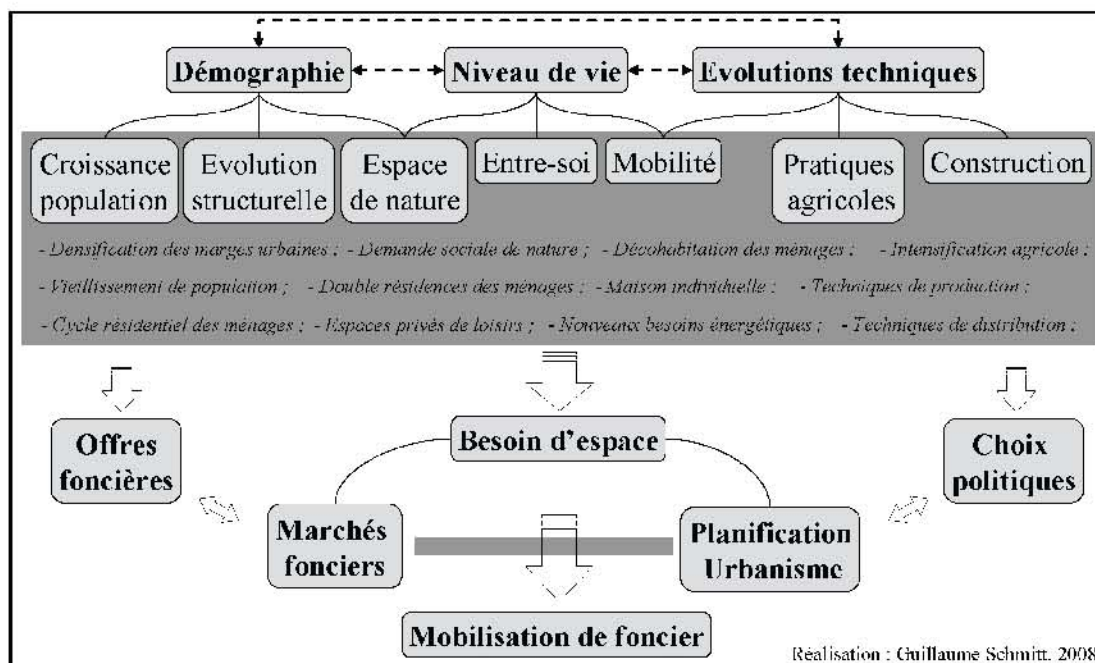 Démographie
Niveau de vie
Evolutions techniques
Croissance
population
Evolution
structurelle
Espace
de nature
Entre-soi
Mobilité
Pratiques
agricoles
Construction
- Densification des marges urbaines ; - Demande sociale de nature ; - Décohabitation des ménages ; - Intensification agricole ;
- Vieillissement de population ; - Double résidences des ménages ; - Maison individuelle ; - Techniques de production ;
- Cycle résidentiel des ménages ; - Espaces privés de loisirs ; - Nouveaux besoins énergétiques ; - Techniques de distribution ;
Offres
foncières
Besoin d'espace
Choix
politiques
Marchés
fonciers
Planification
Urbanisme
Mobilisation de foncier
Réalisation : Guillaume Schmitt, 2008